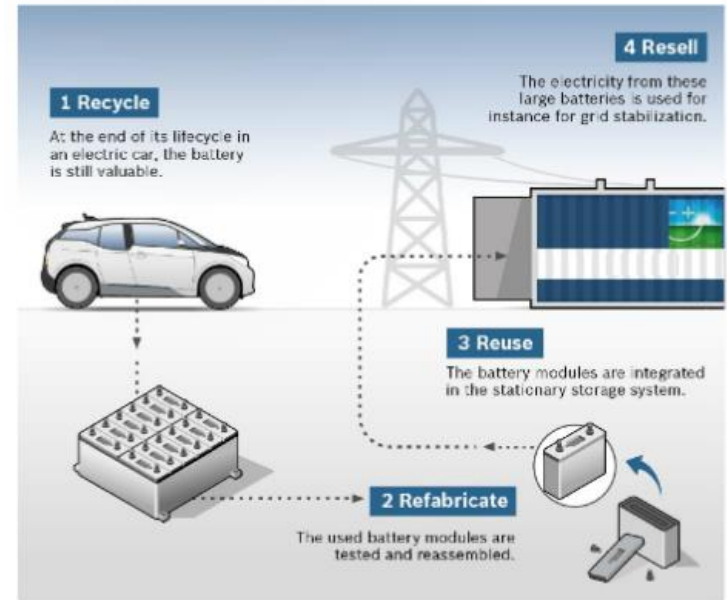 1 Recycle
At the end of its lifecycle in
an electric car, the battery
is still valuable.
2 Refabricate
The used battery modules are
tested and reassembled.
3 Reuse
The battery modules are integrated
in the stationary storage system.
4 Resell
The electricity from these
large batteries is used for
instance for grid stabilization.